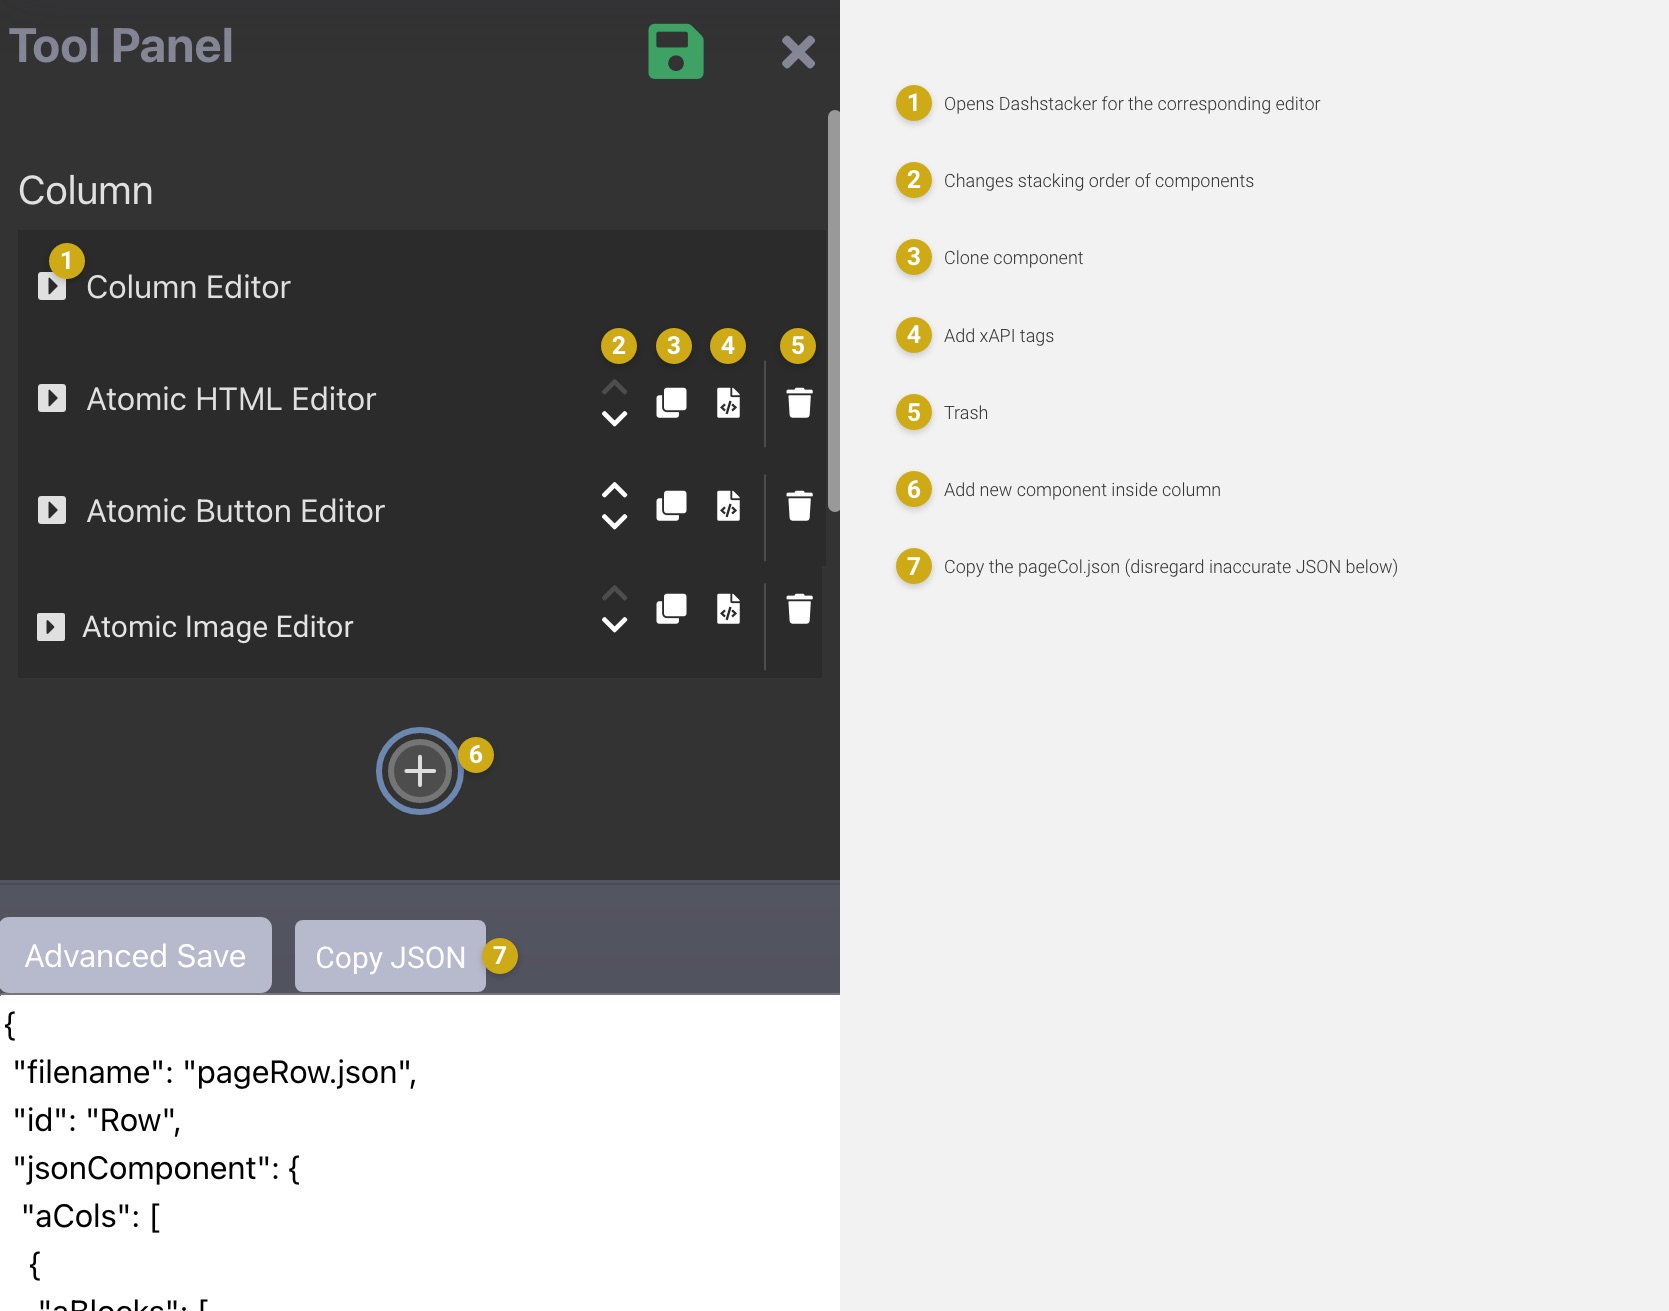 Tool Panel
Column
1
Column Editor
2 3 4 5
Atomic HTML Editor
Atomic Button Editor
Atomic Image Editor
6
Advanced Save
Copy JSON
7
{
"filename": "pageRow.json",
"id": "Row",
"jsonComponent": {
"aCols": [
{
"aBlocks": [
1 Opens Dashstacker for the corresponding editor
2 Changes stacking order of components
3 Clone component
4 Add xAPI tags
5 Trash
6 Add new component inside column
7 Copy the pageCol.json (disregard inaccurate JSON below)